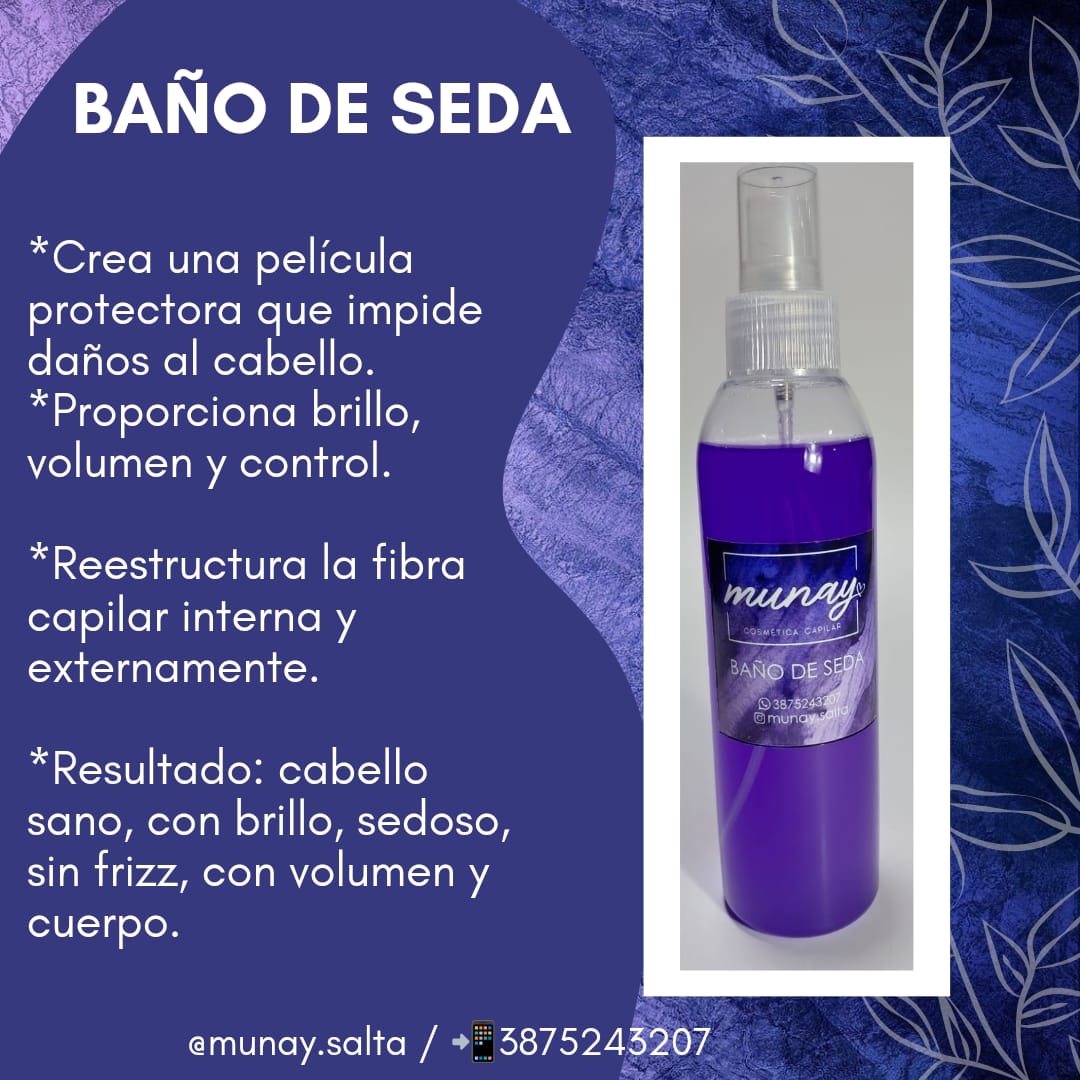 BAÑO DE SEDA
*Crea una película
protectora que impide
daños al cabello.
*Proporciona brillo,
volumen y control.
*Reestructura la fibra
capilar interna y
externamente.
*Resultado: cabello
sano, con brillo, sedoso,
sin frizz, con volumen y
cuerpo.
munay
COSMÉTICA CAPILAR
BAÑO DE SEDA
3875243207
munay.salta
@munay.salta / 📲3875243207